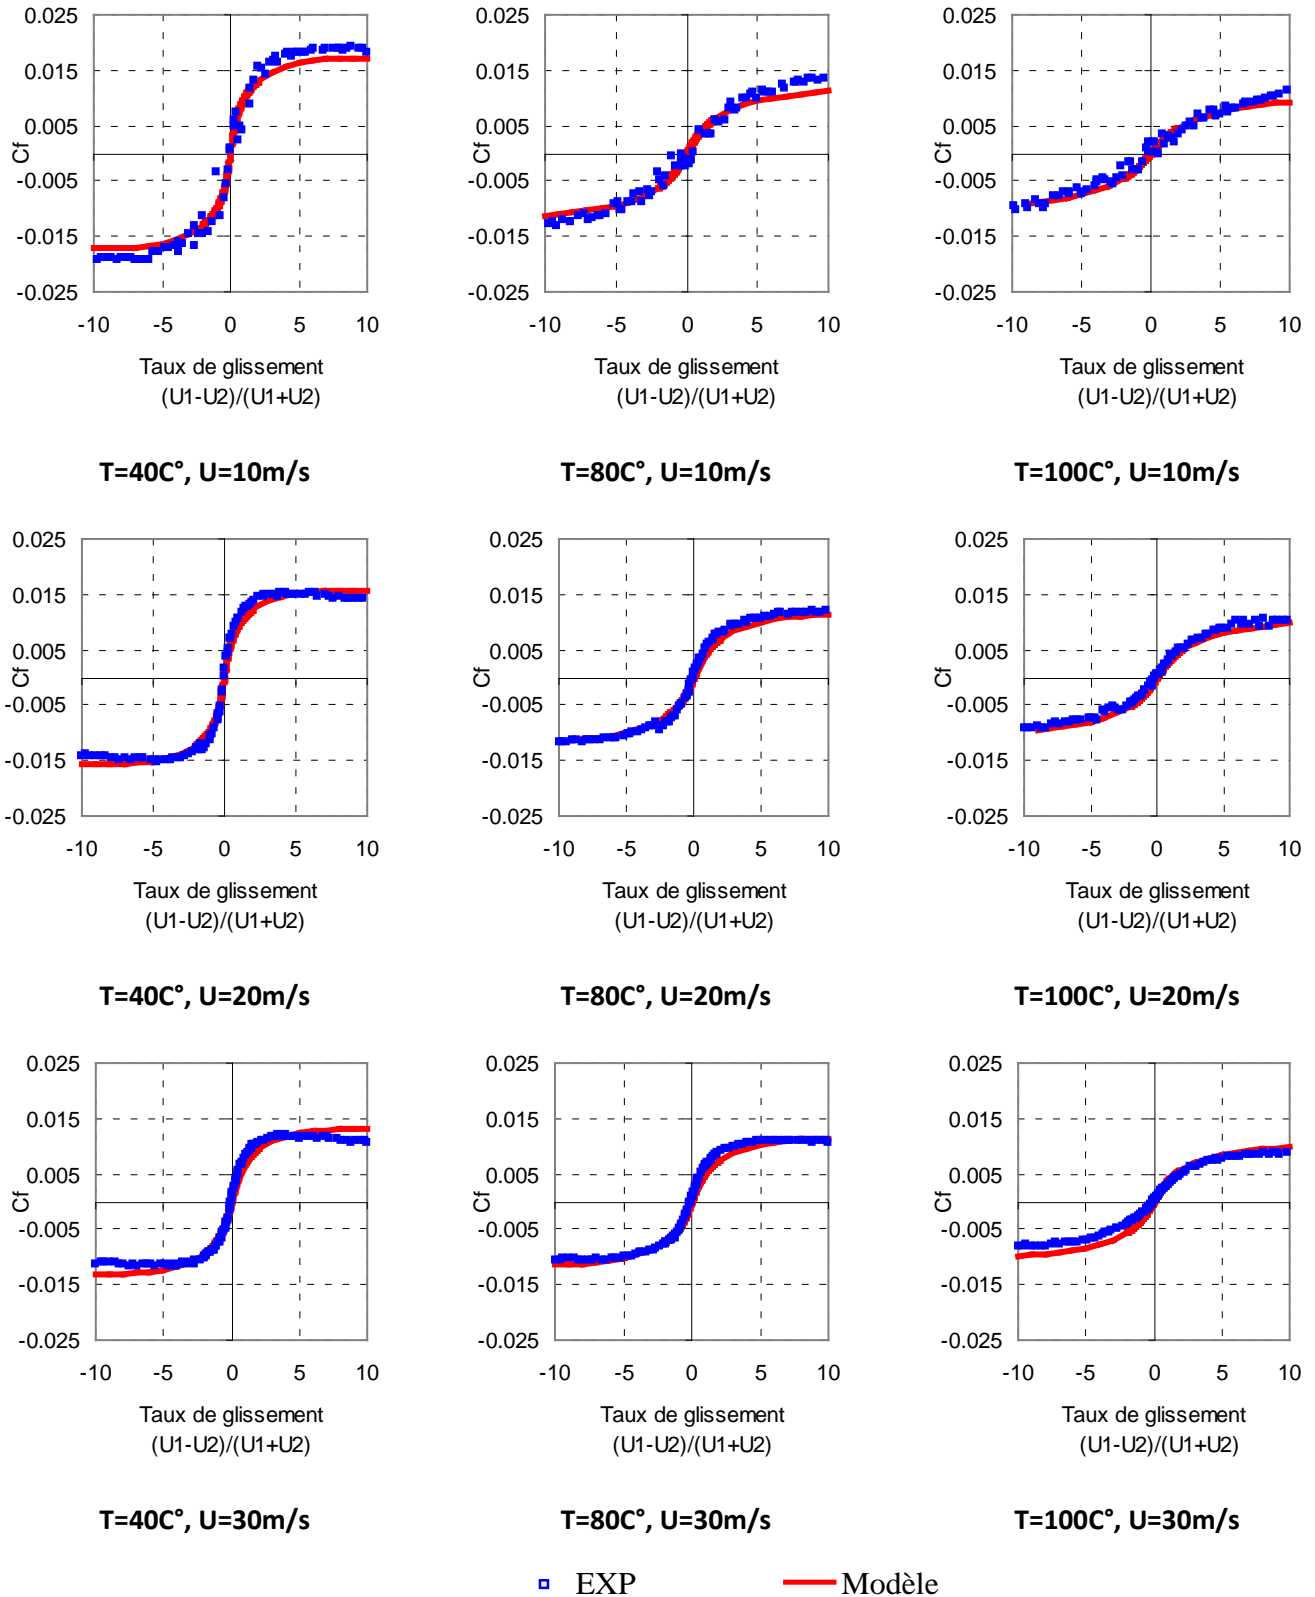 0.025 0.025 0.025
0.015 0.015 0.015
0.005 0.005 0.005
Cf Cf Cf
-0.005 -0.005 -0.005
-0.015 -0.015 -0.015
-0.025 -0.025 -0.025
-10 -5 0 5 10 -10 -5 0 5 10 -10 -5 0 5 10
Taux de glissement Taux de glissement Taux de glissement
(U1-U2)/(U1+U2) (U1-U2)/(U1+U2) (U1-U2)/(U1+U2)
T=40C°, U=10m/s T=80C°, U=10m/s T=100C°, U=10m/s
0.025 0.025 0.025
0.015 0.015 0.015
0.005 0.005 0.005
Cf Cf Cf
-0.005 -0.005 -0.005
-0.015 -0.015 -0.015
-0.025 -0.025 -0.025
-10 -5 0 5 10 -10 -5 0 5 10 -10 -5 0 5 10
Taux de glissement Taux de glissement Taux de glissement
(U1-U2)/(U1+U2) (U1-U2)/(U1+U2) (U1-U2)/(U1+U2)
T=40C°, U=20m/s T=80C°, U=20m/s T=100C°, U=20m/s
0.025 0.025 0.025
0.015 0.015 0.015
0.005 0.005 0.005
Cf Cf Cf
-0.005 -0.005 -0.005
-0.015 -0.015 -0.015
-0.025 -0.025 -0.025
-10 -5 0 5 10 -10 -5 0 5 10 -10 -5 0 5 10
Taux de glissement Taux de glissement Taux de glissement
(U1-U2)/(U1+U2) (U1-U2)/(U1+U2) (U1-U2)/(U1+U2)
T=40C°, U=30m/s T=80C°, U=30m/s T=100C°, U=30m/s
EXP Modèle